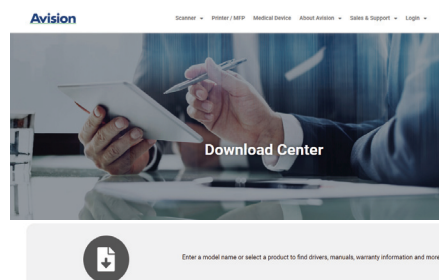 Avision
Scanner Printer / MFP Medical Device About Avision Sales & Support Login
Download Center
Enter a model name or select a product to find drivers, manuals, warranty information and more